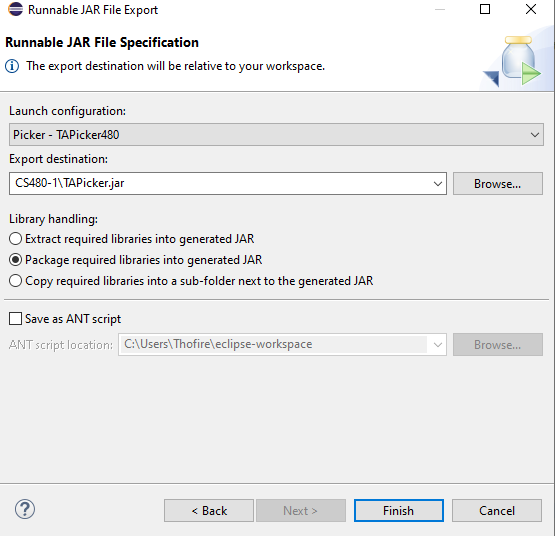 Runnable JAR File Export
Runnable JAR File Specification
The export destination will be relative to your workspace.
Launch configuration:
Picker - TAPicker480
Export destination:
CS480-1\TAPicker.jar
Browse...
Library handling:
Extract required libraries into generated JAR
Package required libraries into generated JAR
Copy required libraries into a sub-folder next to the generated JAR
Save as ANT script
ANT script location:
C:\Users\Thofire\eclipse-workspace
Browse...
?
< Back
Next >
Finish
Cancel